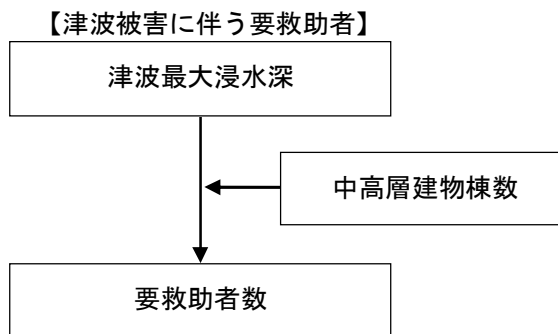 【津波被害に伴う要救助者】
津波最大浸水深
中高層建物棟数
要救助者数